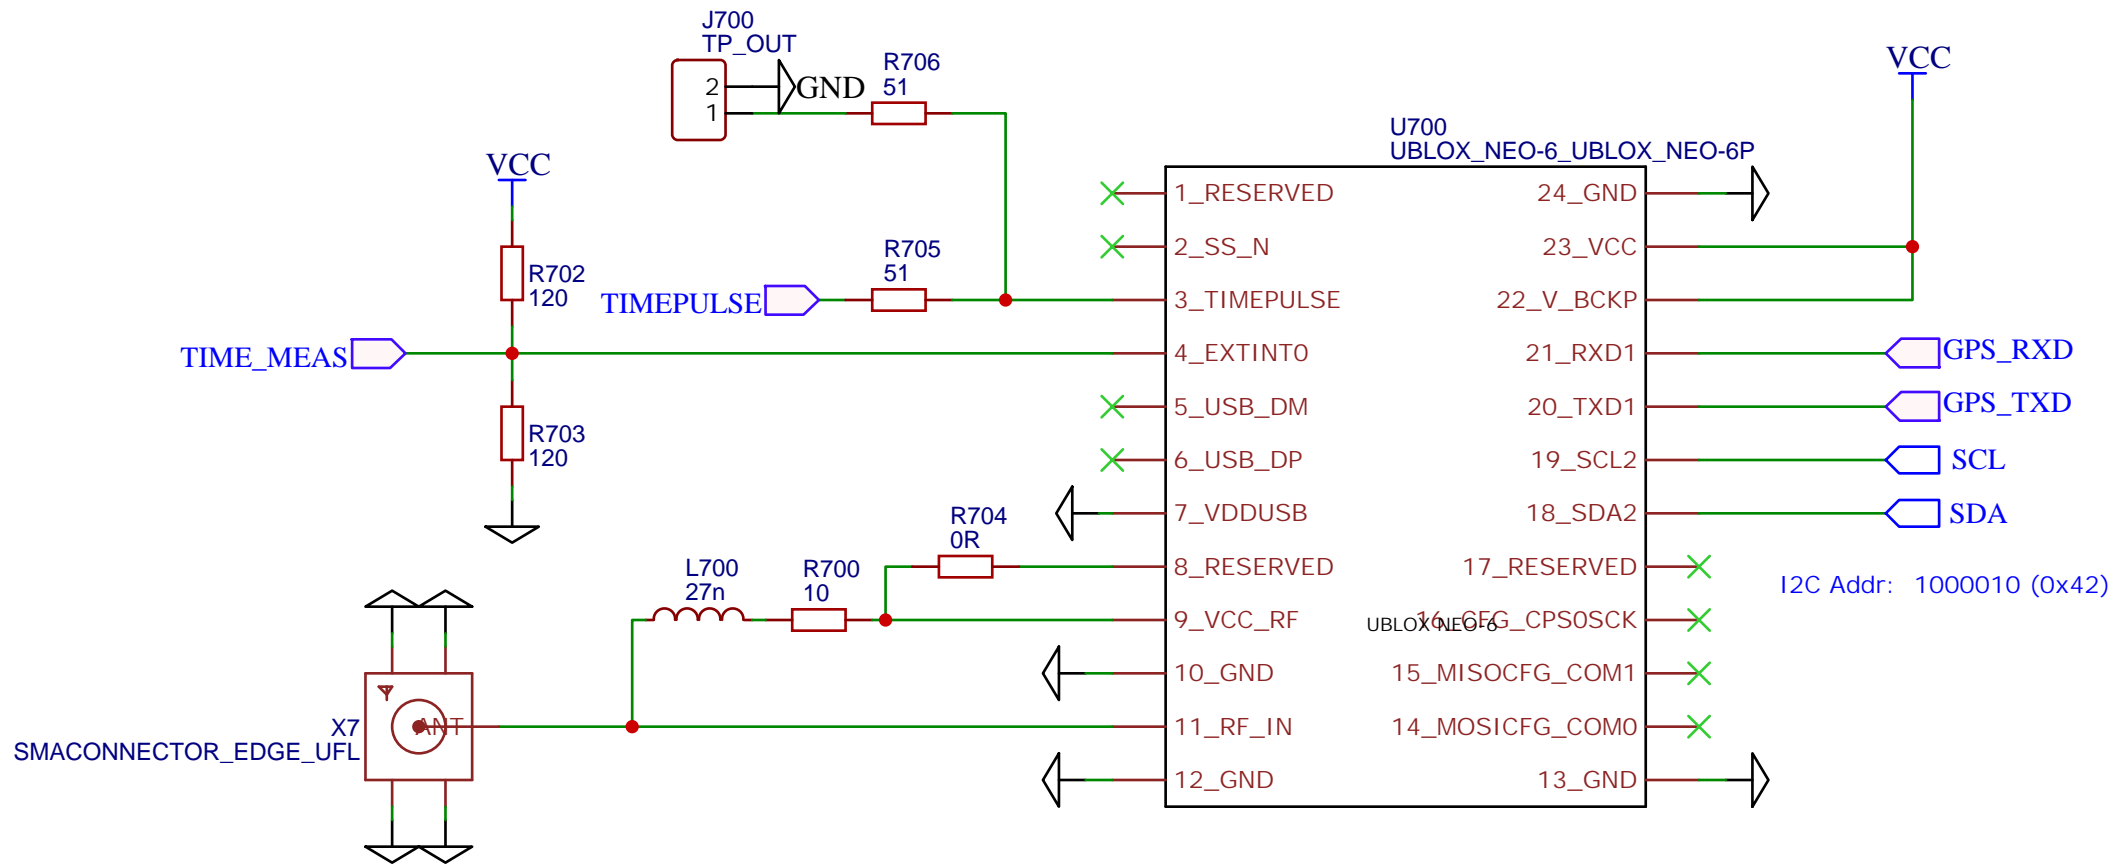 J700
TP_OUT
2
1
GND
R706
51
VCC
R702
120
TIMEPULSE
R705
51
TIME_MEAS
R703
120
R704
0R
L700
27n
R700
10
X7
SMACONNECTOR_EDGE_UFL
ANT
U700
UBLOX_NEO-6_UBLOX_NEO-6P
1_RESERVED
2_SS_N
3_TIMEPULSE
4_EXTINT0
5_USB_DM
6_USB_DP
7_VDDUSB
8_RESERVED
9_VCC_RF
10_GND
11_RF_IN
12_GND
UBLOX NEO-6
24_GND
23_VCC
22_V_BCKP
21_RXD1
20_TXD1
19_SCL2
18_SDA2
17_RESERVED
16_CFG_CPS0SCK
15_MISOCFG_COM1
14_MOSICFG_COM0
13_GND
VCC
GPS_RXD
GPS_TXD
SCL
SDA
I2C Addr: 1000010 (0x42)